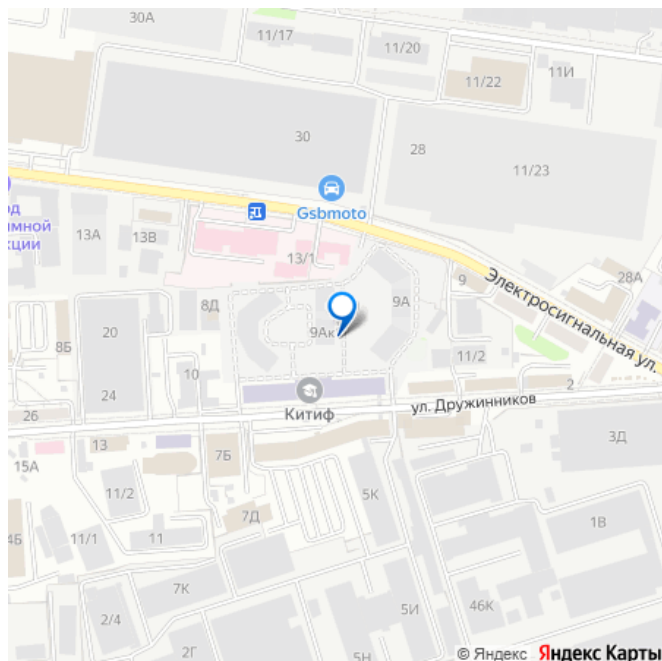 30А
11/17
11/20
11И
11/22
30
28
11/23
Gsbmoto
од
имной
кции
13А
13В
13/1
Электросигнальная ул.
28А
9
9А
8Д
20
9Ак
8Б
11/2
10
24
2
Китиф
ул. Дружинников
26
13
3Д
7Б
15А
11/2
5К
7Д
1В
4Б
11/1
11
7К
2/4
5И
46К
2Г
5Н
© Яндекс Яндекс Карты